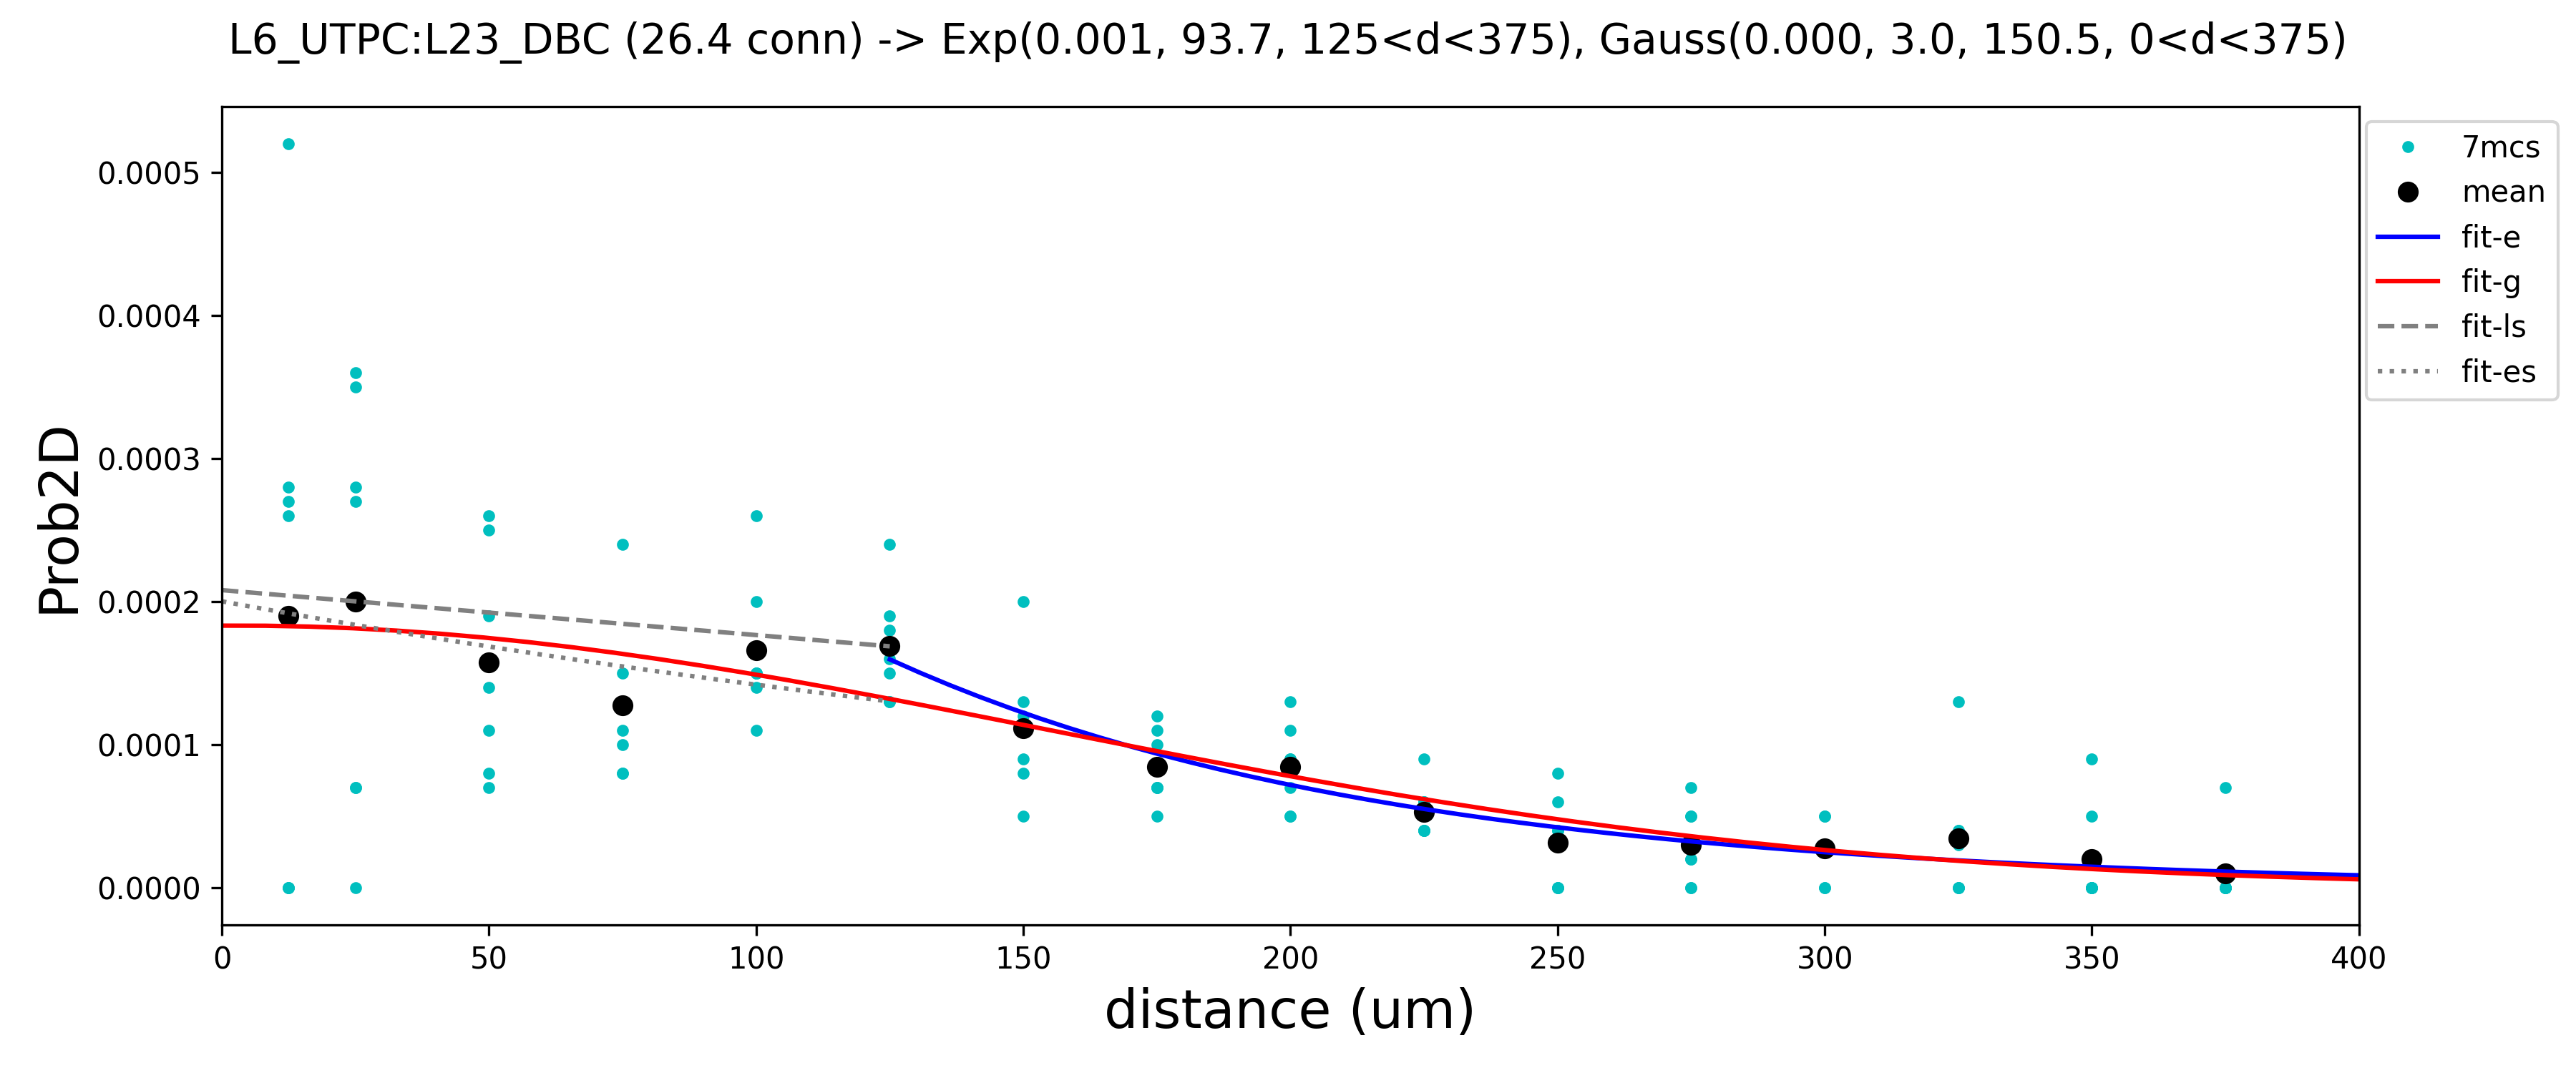 L6_UTPC:L23_DBC (26.4 conn) -> Exp(0.001, 93.7, 125<d<375), Gauss(0.000, 3.0, 150.5, 0<d<375)
0.0005
0.0004
0.0003
0.0002
0.0001
0.0000
Prob2D
0 50 100 150 200 250 300 350 400
distance (um)
7mcs
mean
fit-e
fit-g
fit-ls
fit-es